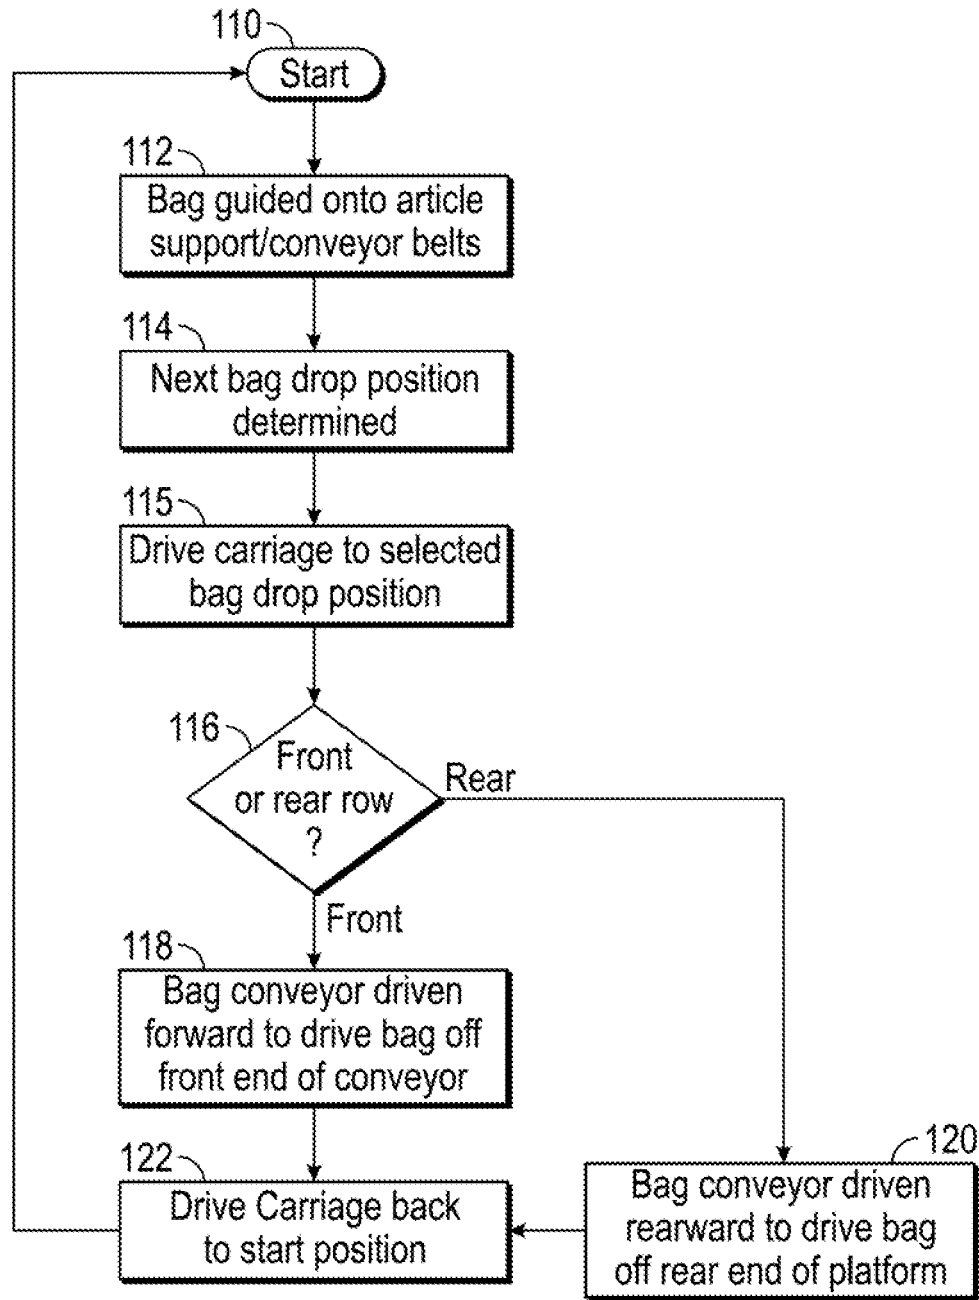 110
Start
112
Bag guided onto article
support/conveyor belts
114
Next bag drop position
determined
115
Drive carriage to selected
bag drop position
116
Front
or rear row
?
Rear
Front
118
Bag conveyor driven
forward to drive bag off
front end of conveyor
122
Drive Carriage back
to start position
120
Bag conveyor driven
rearward to drive bag
off rear end of platform